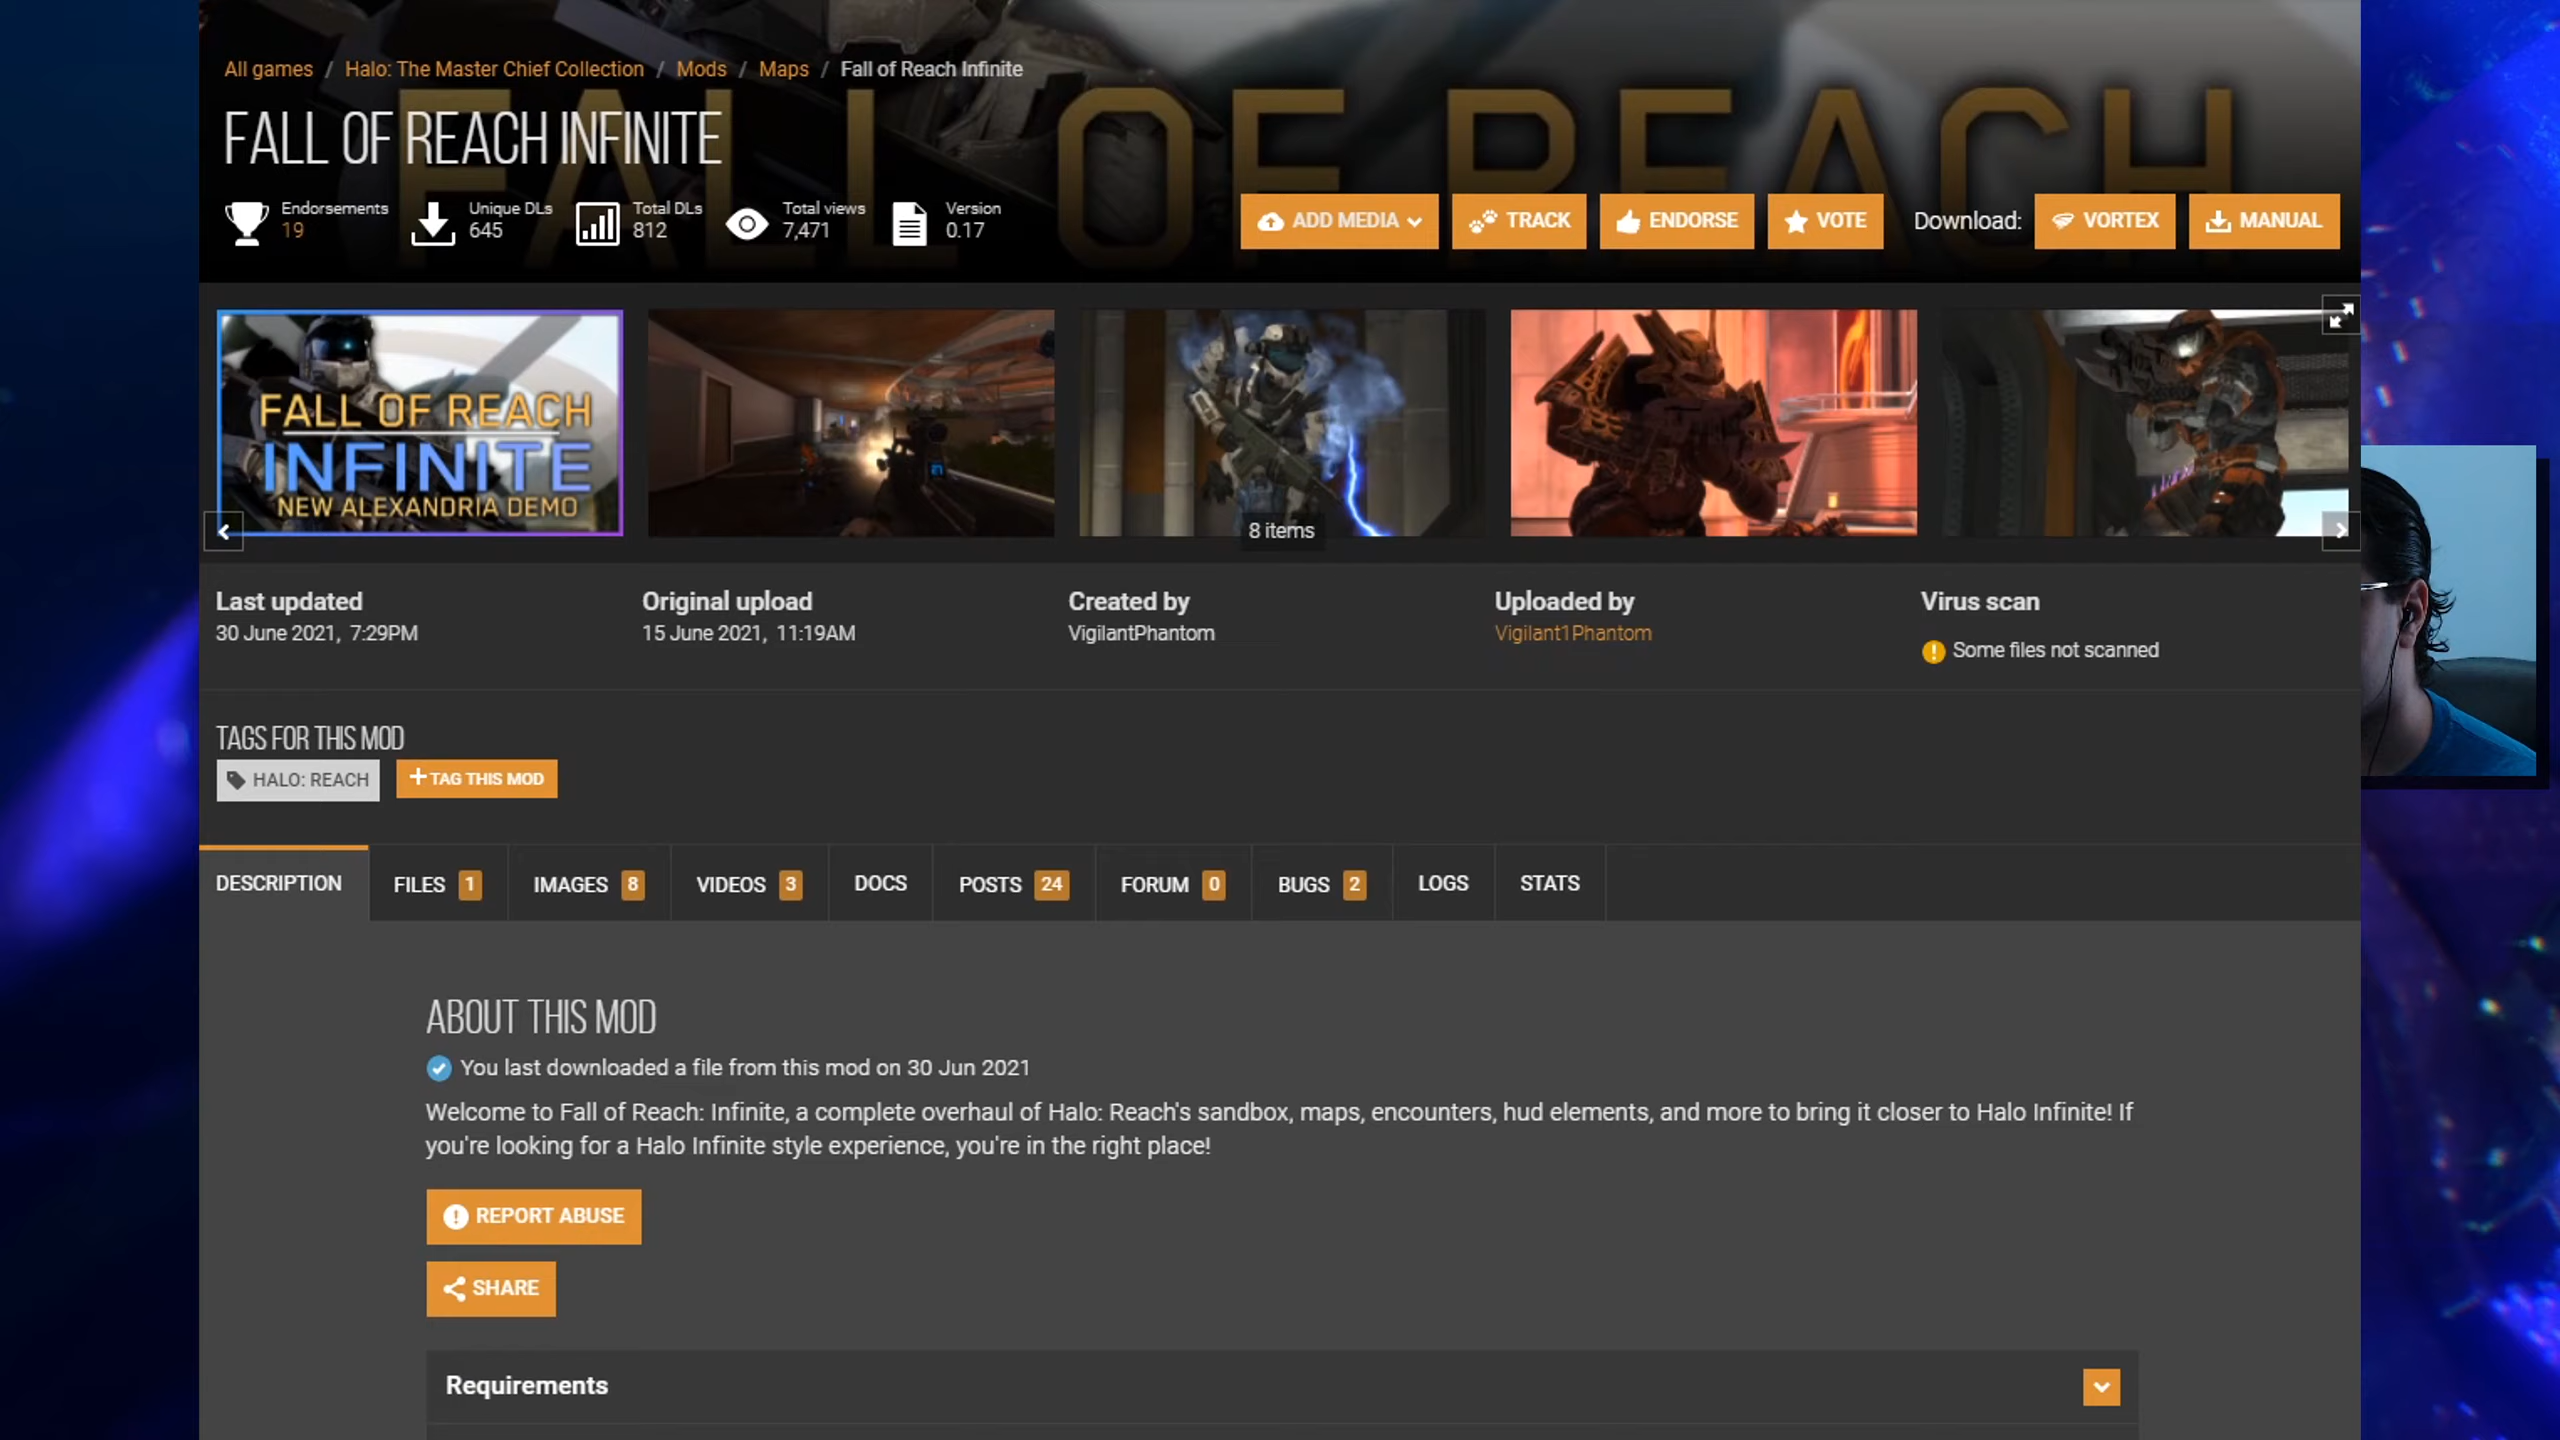 All games / Halo: The Master Chief Collection / Mods / Maps / Fall of Reach Infinite
FALL OF REACH
FALL OF REACH INFINITE
Endorsements
19
Unique DLs
645
Total DLs
812
Total views
7,471
Version
0.17
ADD MEDIA
TRACK
ENDORSE
VOTE
Download:
VORTEX
MANUAL
FALL OF REACH
INFINITE
NEW ALEXANDRIA DEMO
8 items
Last updated
30 June 2021, 7:29PM
Original upload
15 June 2021, 11:19AM
Created by
VigilantPhantom
Uploaded by
Vigilant1Phantom
Virus scan
Some files not scanned
TAGS FOR THIS MOD
HALO: REACH
+TAG THIS MOD
DESCRIPTION
FILES 1
IMAGES 8
VIDEOS 3
DOCS
POSTS 24
FORUM 0
BUGS 2
LOGS
STATS
ABOUT THIS MOD
You last downloaded a file from this mod on 30 Jun 2021
Welcome to Fall of Reach: Infinite, a complete overhaul of Halo: Reach's sandbox, maps, encounters, hud elements, and more to bring it closer to Halo Infinite! If
you're looking for a Halo Infinite style experience, you're in the right place!
REPORT ABUSE
SHARE
Requirements